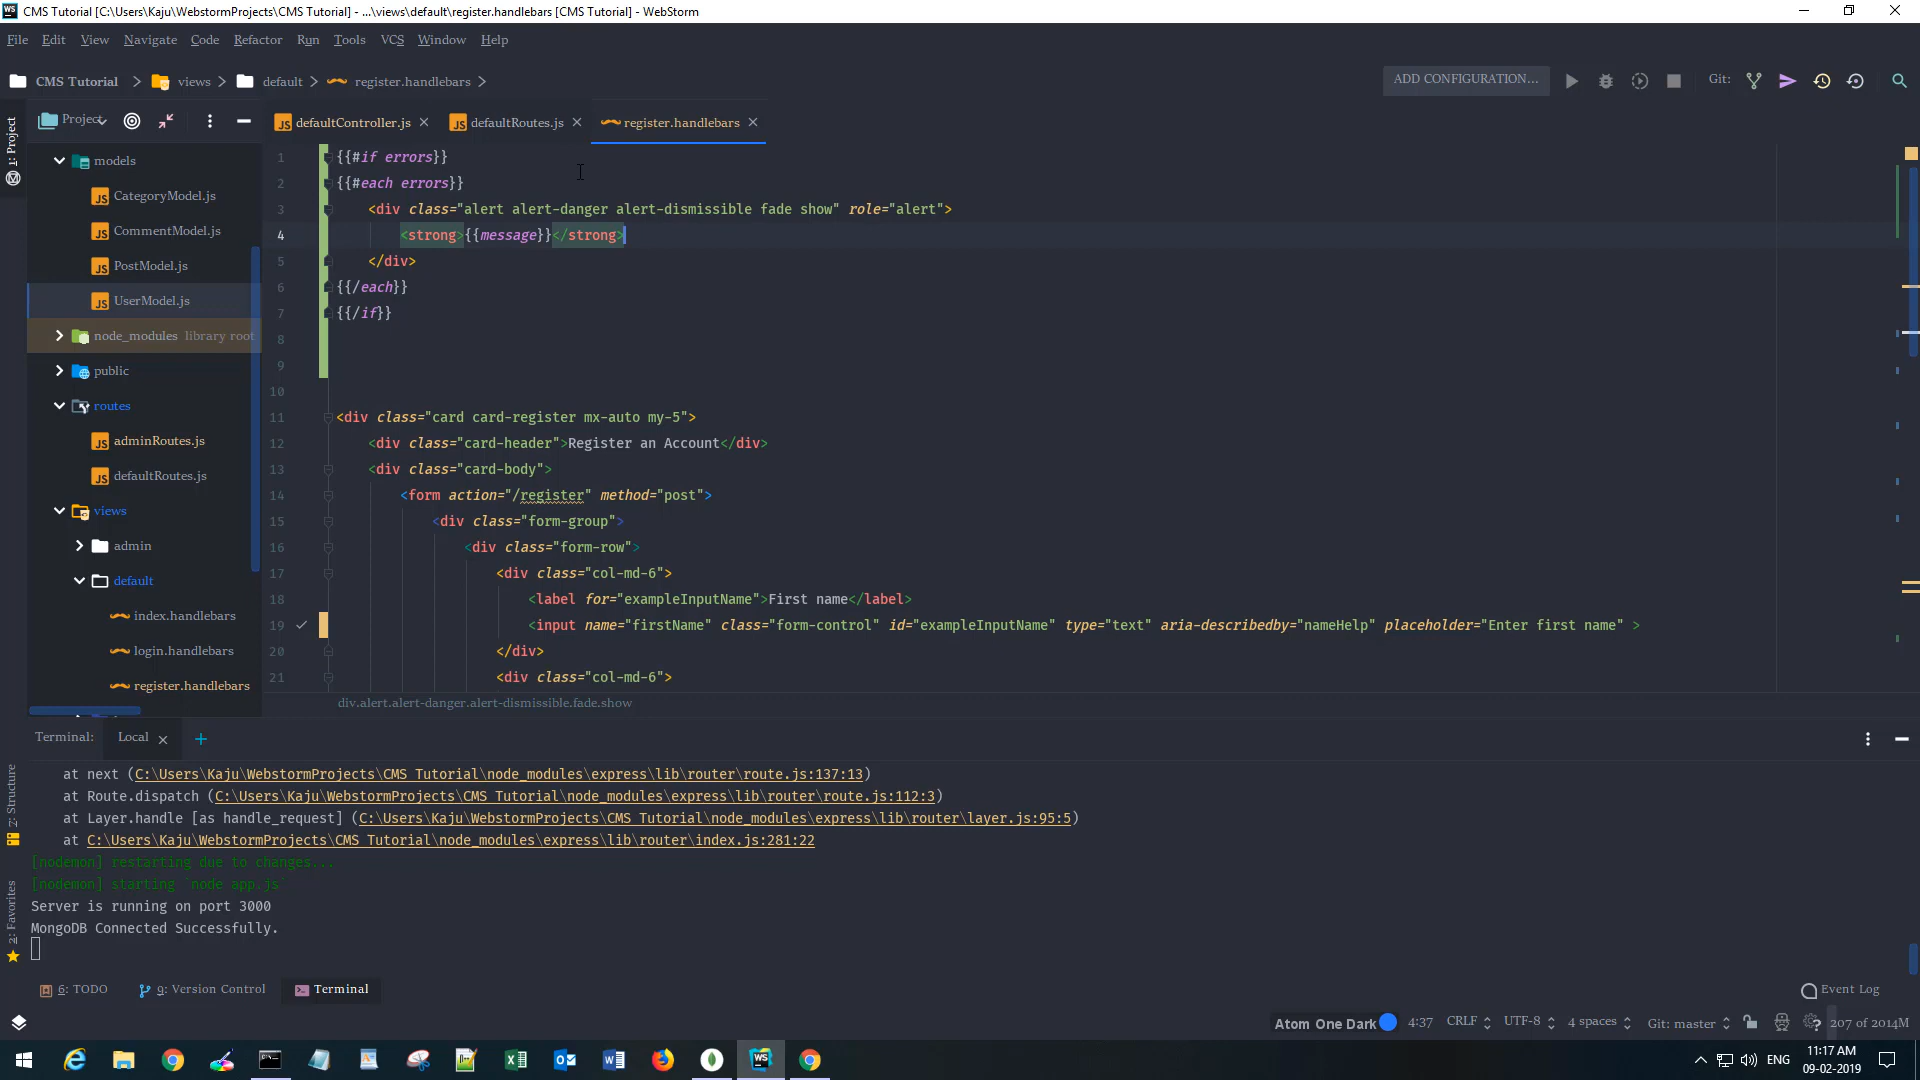 CMS Tutorial [C:\Users\Kaju\WebstormProjects\CMS Tutorial] - ...\views\default\register.handlebars [CMS Tutorial] - WebStorm
File Edit View Navigate Code Refactor Run Tools VCS Window Help
CMS Tutorial views default register.handlebars
ADD CONFIGURATION...
Git:
1: Project
Project
defaultController.js
defaultRoutes.js
register.handlebars
models
CategoryModel.js
CommentModel.js
PostModel.js
UserModel.js
node_modules library root
public
routes
adminRoutes.js
defaultRoutes.js
views
admin
default
index.handlebars
login.handlebars
register.handlebars
1 {{#if errors}}
2 {{#each errors}}
3 <div class="alert alert-danger alert-dismissible fade show" role="alert">
4 <strong>{{message}}</strong>
5 </div>
6 {{/each}}
7 {{/if}}
8
9
10
11 <div class="card card-register mx-auto my-5">
12 <div class="card-header">Register an Account</div>
13 <div class="card-body">
14 <form action="/register" method="post">
15 <div class="form-group">
16 <div class="form-row">
17 <div class="col-md-6">
18 <label for="exampleInputName">First name</label>
19 <input name="firstName" class="form-control" id="exampleInputName" type="text" aria-describedby="nameHelp" placeholder="Enter first name" >
20 </div>
21 <div class="col-md-6">
div.alert.alert-danger.alert-dismissible.fade.show
Terminal: Local
7: Structure
2: Favorites
at next (C:\Users\Kaju\WebstormProjects\CMS Tutorial\node_modules\express\lib\router\route.js:137:13)
at Route.dispatch (C:\Users\Kaju\WebstormProjects\CMS Tutorial\node_modules\express\lib\router\route.js:112:3)
at Layer.handle [as handle_request] (C:\Users\Kaju\WebstormProjects\CMS Tutorial\node_modules\express\lib\router\layer.js:95:5)
at C:\Users\Kaju\WebstormProjects\CMS Tutorial\node_modules\express\lib\router\index.js:281:22
[nodemon] restarting due to changes...
[nodemon] starting `node app.js`
Server is running on port 3000
MongoDB Connected Successfully.
6: TODO 9: Version Control Terminal Event Log
Atom One Dark 4:37 CRLF UTF-8 4 spaces Git: master 207 of 2014M
ENG
11:17 AM
09-02-2019